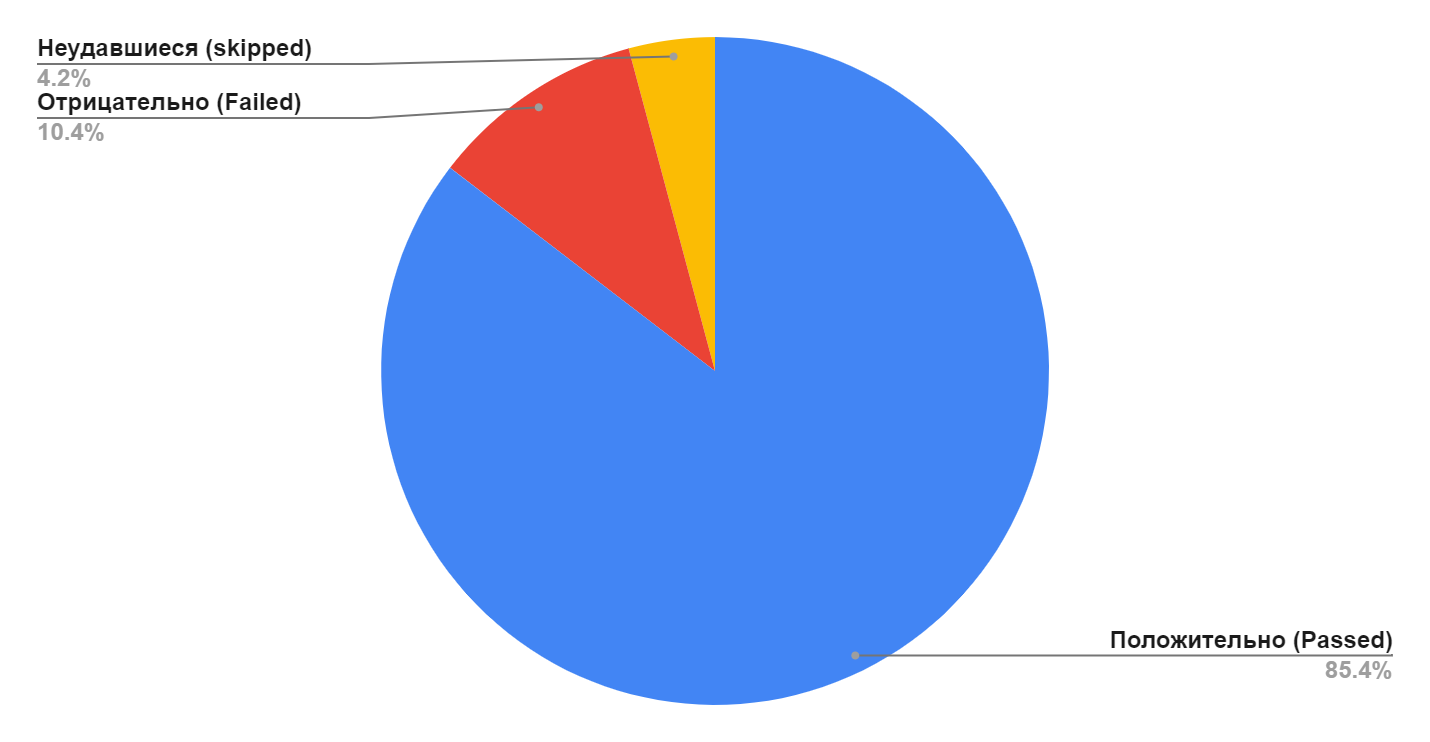 Неудавшиеся (skipped)
4.2%
Отрицательно (Failed)
10.4%
Положительно (Passed)
85.4%